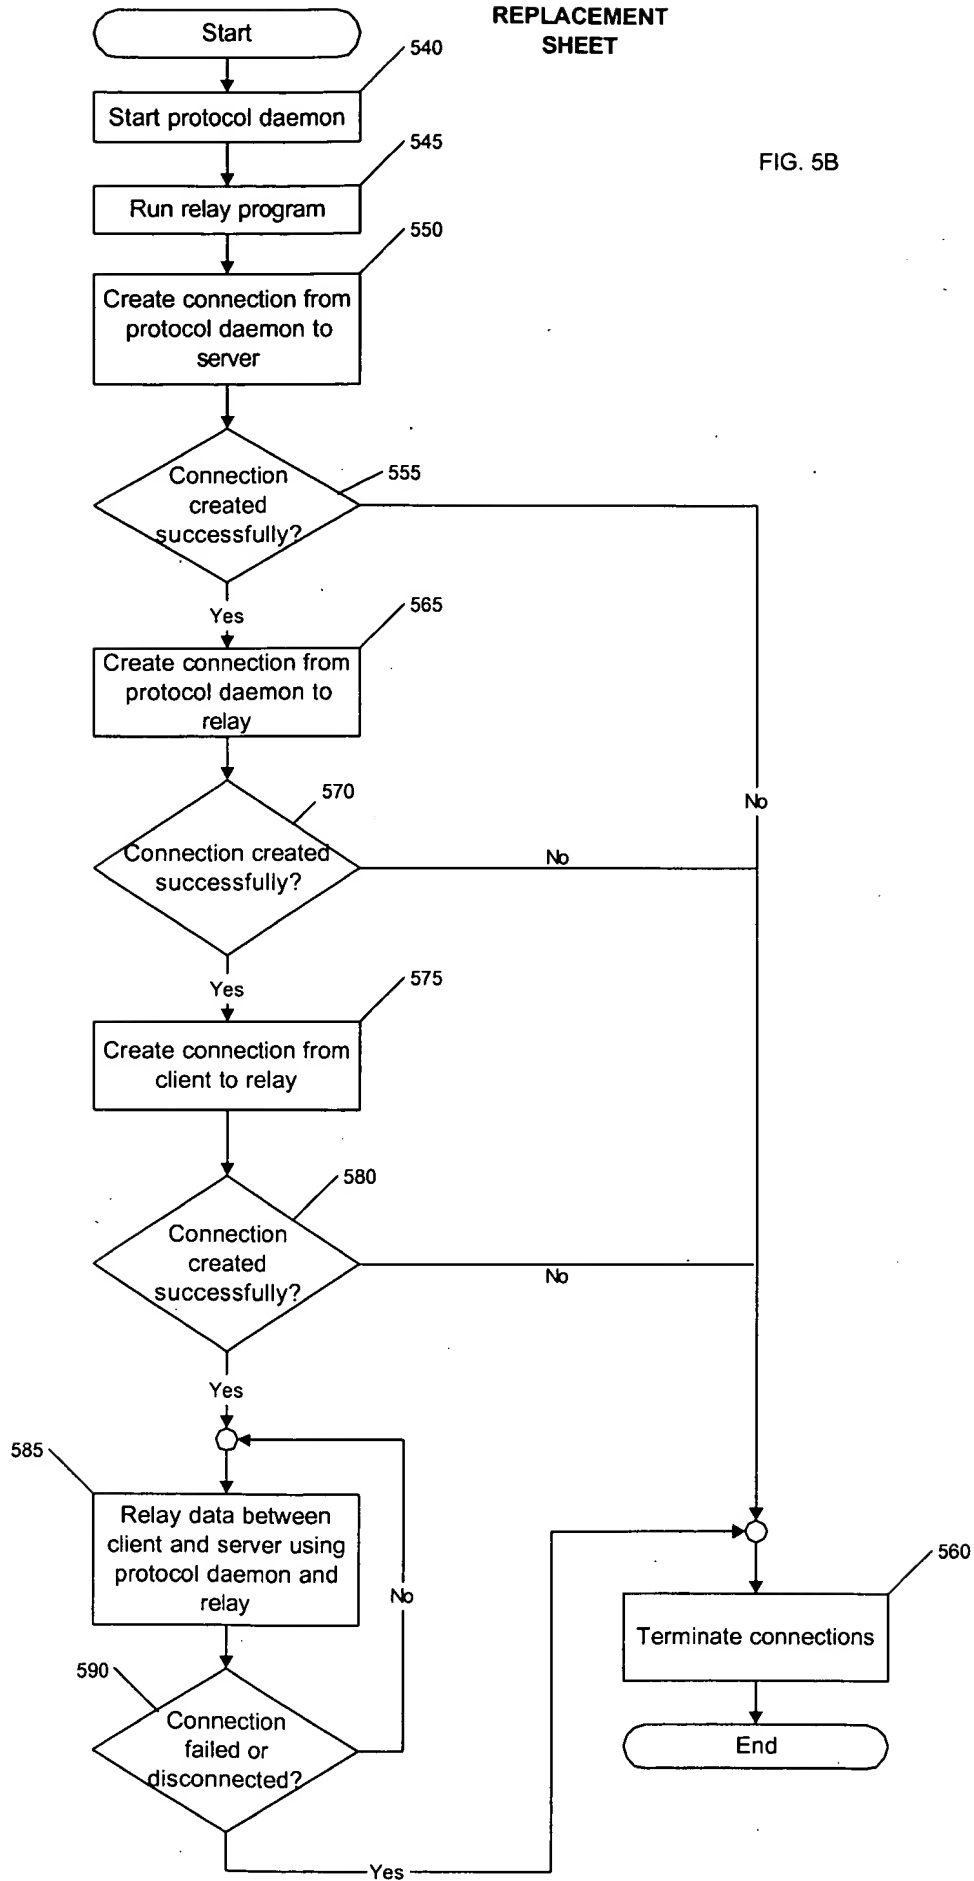 REPLACEMENT
SHEET
FIG. 5B
Start
540
Start protocol daemon
545
Run relay program
550
Create connection from
protocol daemon to
server
555
Connection
created
successfully?
Yes
565
Create connection from
protocol daemon to
relay
570
Connection created
successfully?
No
No
Yes
575
Create connection from
client to relay
580
Connection
created
successfully?
No
Yes
585
Relay data between
client and server using
protocol daemon and
relay
No
590
Connection
failed or
disconnected?
Yes
560
Terminate connections
End